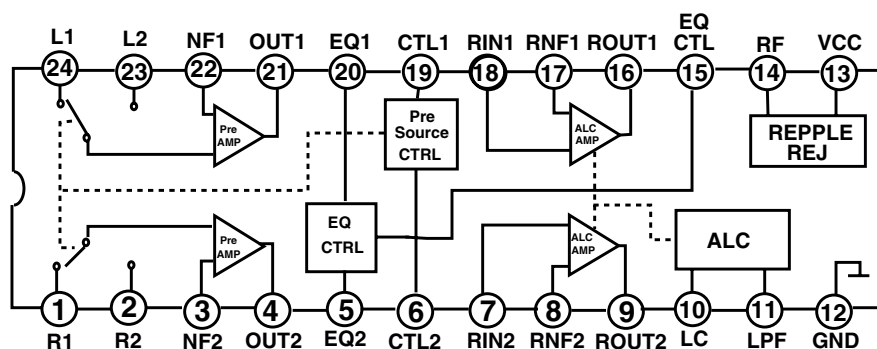 L1 L2 NF1 OUT1 EQ1 CTL1 RIN1 RNF1 ROUT1 EQ CTL RF VCC
24 23 22 21 20 19 18 17 16 15 14 13
Pre AMP
Pre Source CTRL
ALC AMP
REPPLE REJ
Pre AMP
EQ CTRL
ALC AMP
ALC
1 2 3 4 5 6 7 8 9 10 11 12
R1 R2 NF2 OUT2 EQ2 CTL2 RIN2 RNF2 ROUT2 LC LPF GND